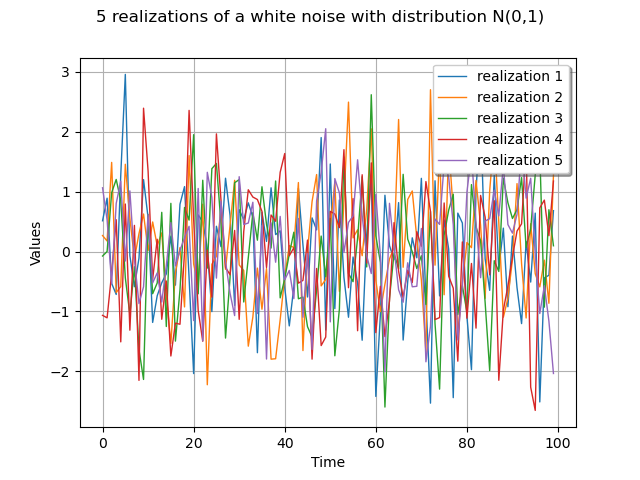 5 realizations of a white noise with distribution N(0,1)
3
2
1
0
−1
−2
Values
realization 1
realization 2
realization 3
realization 4
realization 5
0 20 40 60 80 100
Time